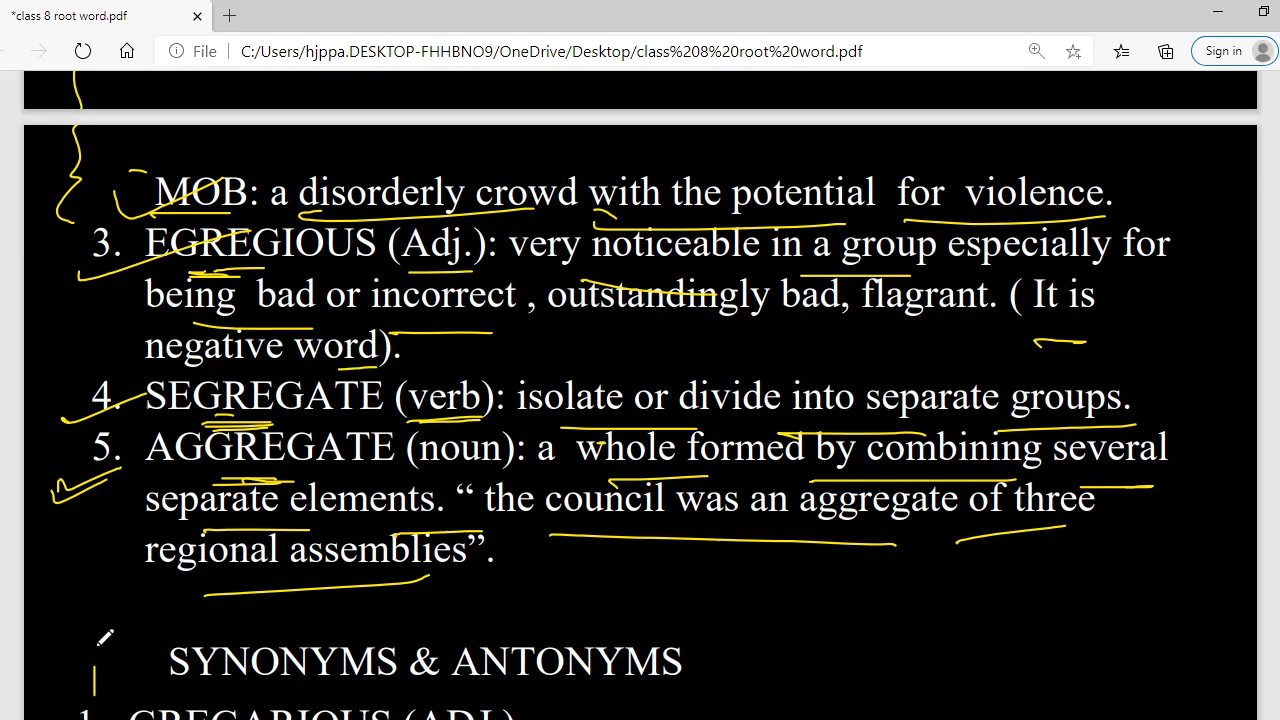 *class 8 root word.pdf
File
C:/Users/hjppa.DESKTOP-FHHBNO9/OneDrive/Desktop/class%208%20root%20word.pdf
Sign in
MOB: a disorderly crowd with the potential for violence.
3. EGREGIOUS (Adj.): very noticeable in a group especially for
being bad or incorrect , outstandingly bad, flagrant. ( It is
negative word).
4. SEGREGATE (verb): isolate or divide into separate groups.
5. AGGREGATE (noun): a whole formed by combining several
separate elements. “ the council was an aggregate of three
regional assemblies”.
SYNONYMS & ANTONYMS
1. GREGARIOUS (ADJ.)